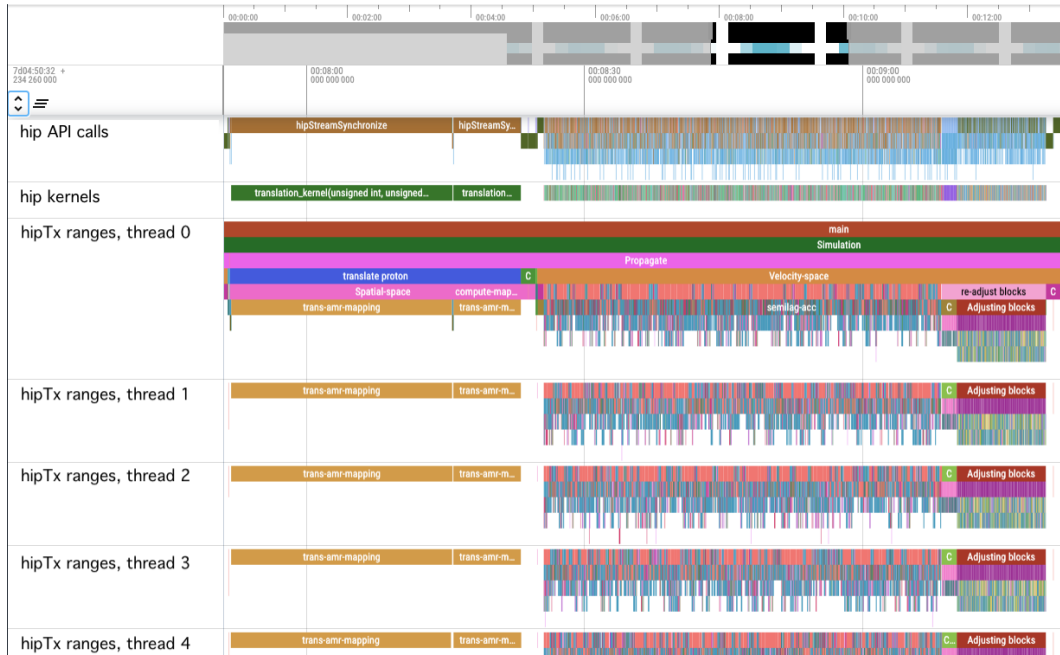 00:00:00 00:02:00 00:04:00 00:06:00 00:08:00 00:10:00 00:12:00
7d04:50:32 + 00:08:00 00:08:30 00:09:00
234 260 000 000 000 000 000 000 000 000 000 000
hip API calls hipStreamSynchronize hipStreamSy...
hip kernels translation_kernel(unsigned int, unsigned... translation...
hipTx ranges, thread 0 main
Simulation
Propagate
translate proton C Velocity-space
Spatial-space compute-map... re-adjust blocks C
trans-amr-mapping trans-amr-m... semilag-acc C Adjusting blocks
hipTx ranges, thread 1 trans-amr-mapping trans-amr-m... C Adjusting blocks
hipTx ranges, thread 2 trans-amr-mapping trans-amr-m... C Adjusting blocks
hipTx ranges, thread 3 trans-amr-mapping trans-amr-m... C Adjusting blocks
hipTx ranges, thread 4 trans-amr-mapping trans-amr-m... C... Adjusting blocks